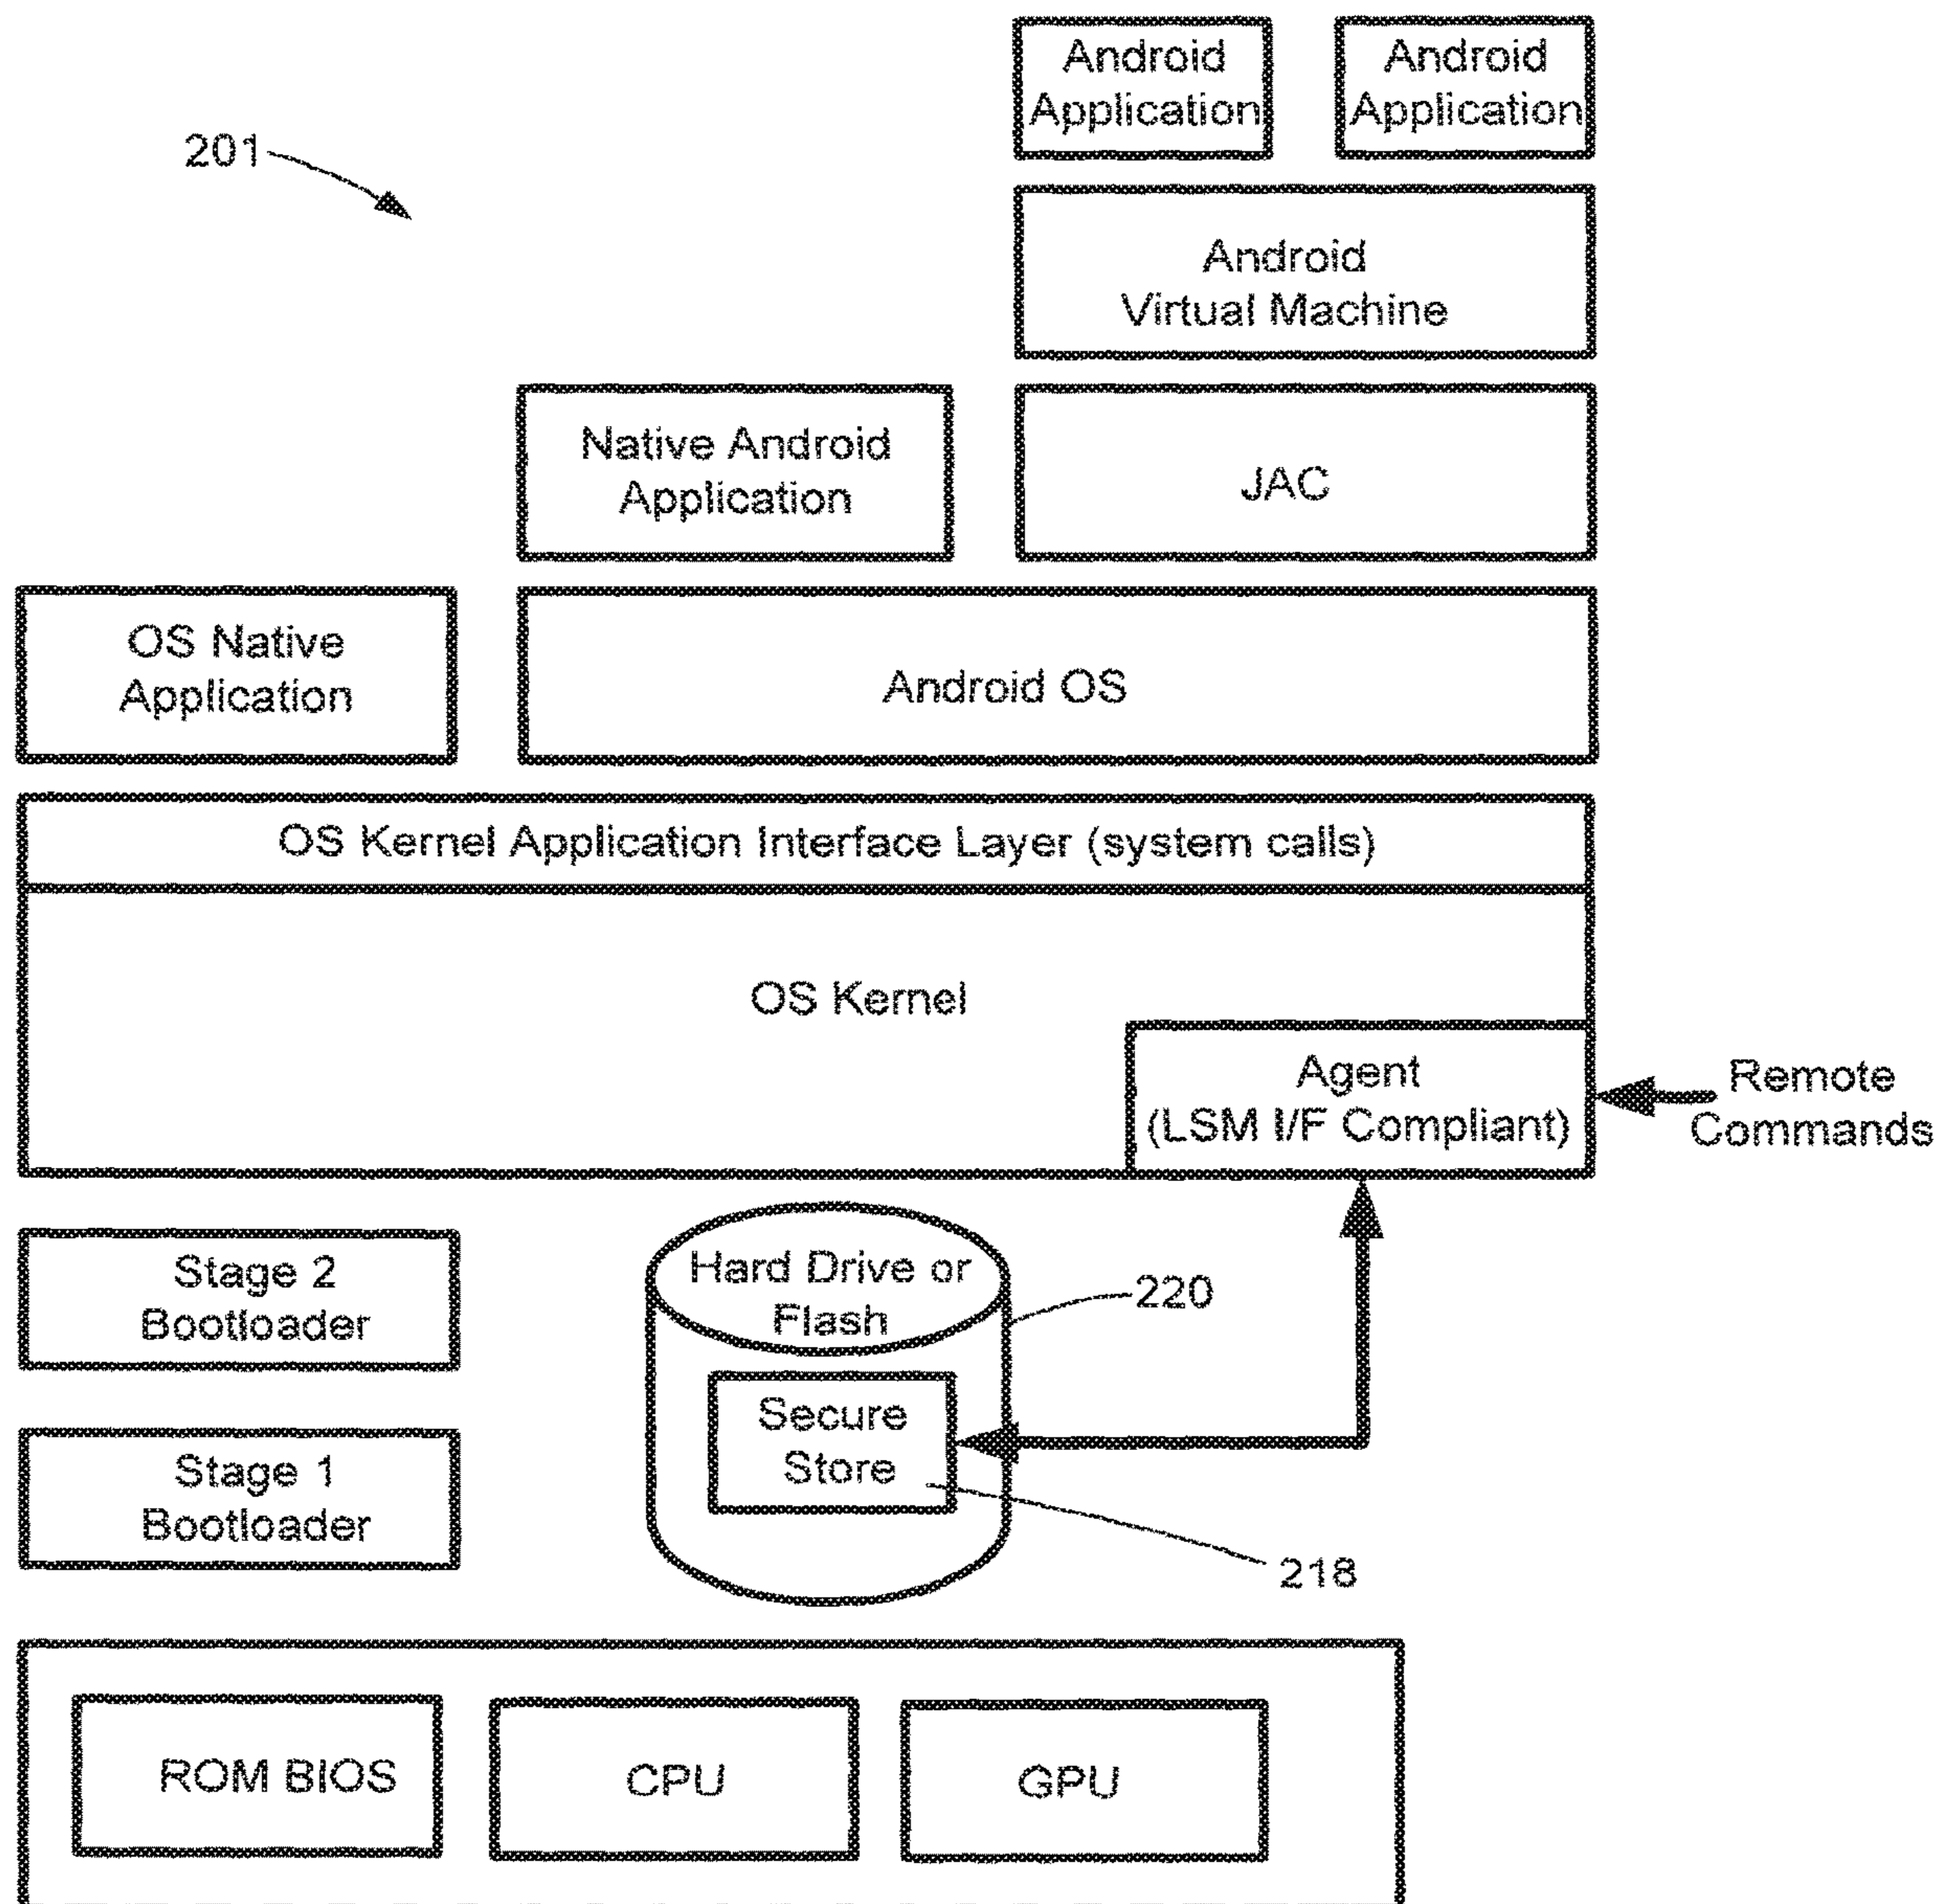 Android
Application
Android
Application
201
Android
Virtual Machine
Native Android
Application
JAC
OS Native
Application
Android OS
OS Kernel Application Interface Layer (system calls)
OS Kernel
Agent
(LSM I/F Compliant)
Remote
Commands
Stage 2
Bootloader
Hard Drive or
Flash
220
Secure
Store
Stage 1
Bootloader
218
ROM BIOS
CPU
GPU